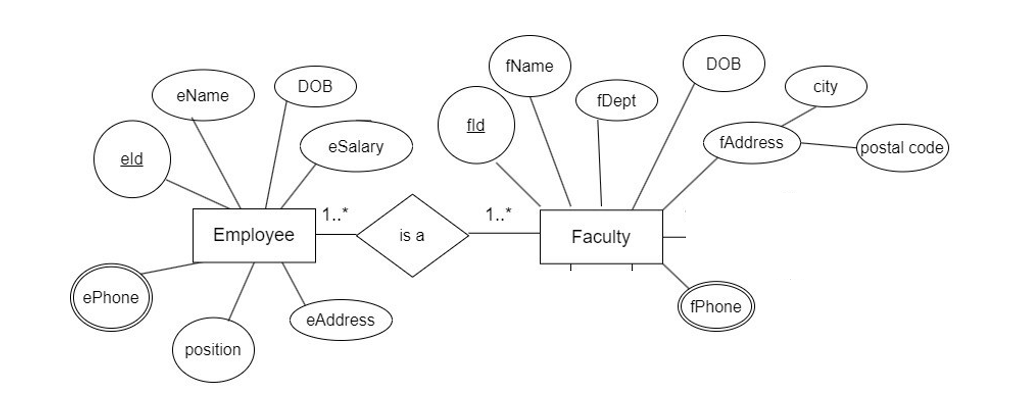 fName
DOB
eName
DOB
city
fDept
fId
eId
eSalary
fAddress
postal code
1..*
1..*
Employee
is a
Faculty
ePhone
fPhone
eAddress
position